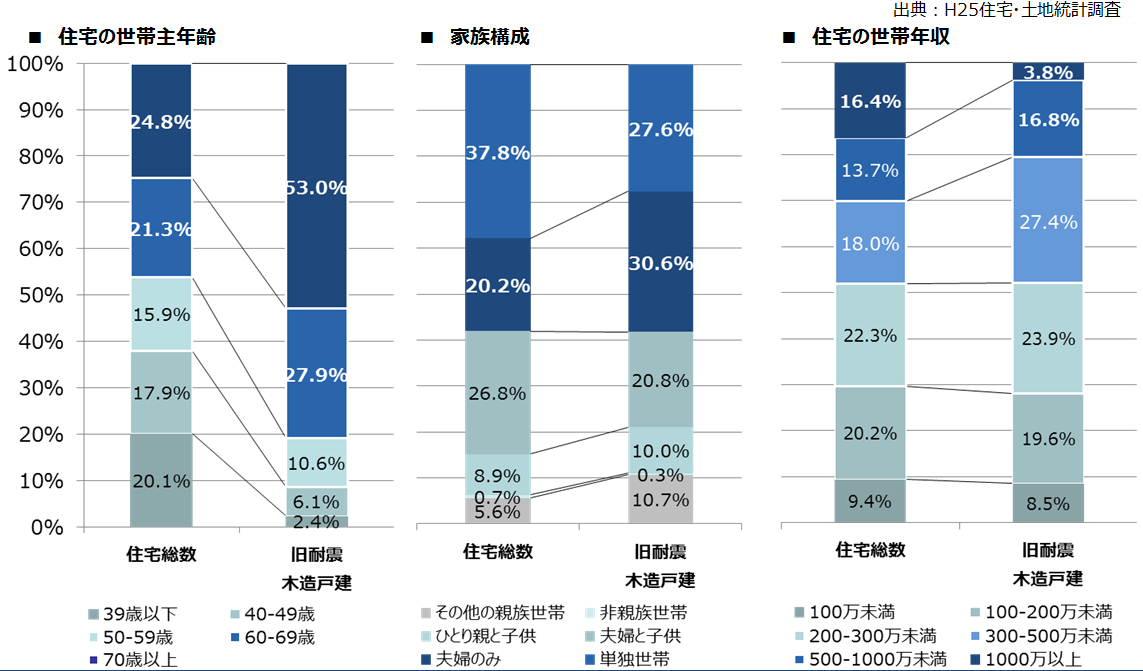 出典：H25住宅・土地統計調査
■ 住宅の世帯主年齢
100%
90%
80%
70%
60%
50%
40%
30%
20%
10%
0%
24.8%
21.3%
15.9%
17.9%
20.1%
53.0%
27.9%
10.6%
6.1%
2.4%
住宅総数
旧耐震
木造戸建
39歳以下
40-49歳
50-59歳
60-69歳
70歳以上
■ 家族構成
37.8%
20.2%
26.8%
8.9%
0.7%
5.6%
27.6%
30.6%
20.8%
10.0%
0.3%
10.7%
住宅総数
旧耐震
木造戸建
その他の親族世帯
非親族世帯
ひとり親と子供
夫婦と子供
夫婦のみ
単独世帯
■ 住宅の世帯年収
16.4%
13.7%
18.0%
22.3%
20.2%
9.4%
3.8%
16.8%
27.4%
23.9%
19.6%
8.5%
住宅総数
旧耐震
木造戸建
100万未満
100-200万未満
200-300万未満
300-500万未満
500-1000万未満
1000万以上